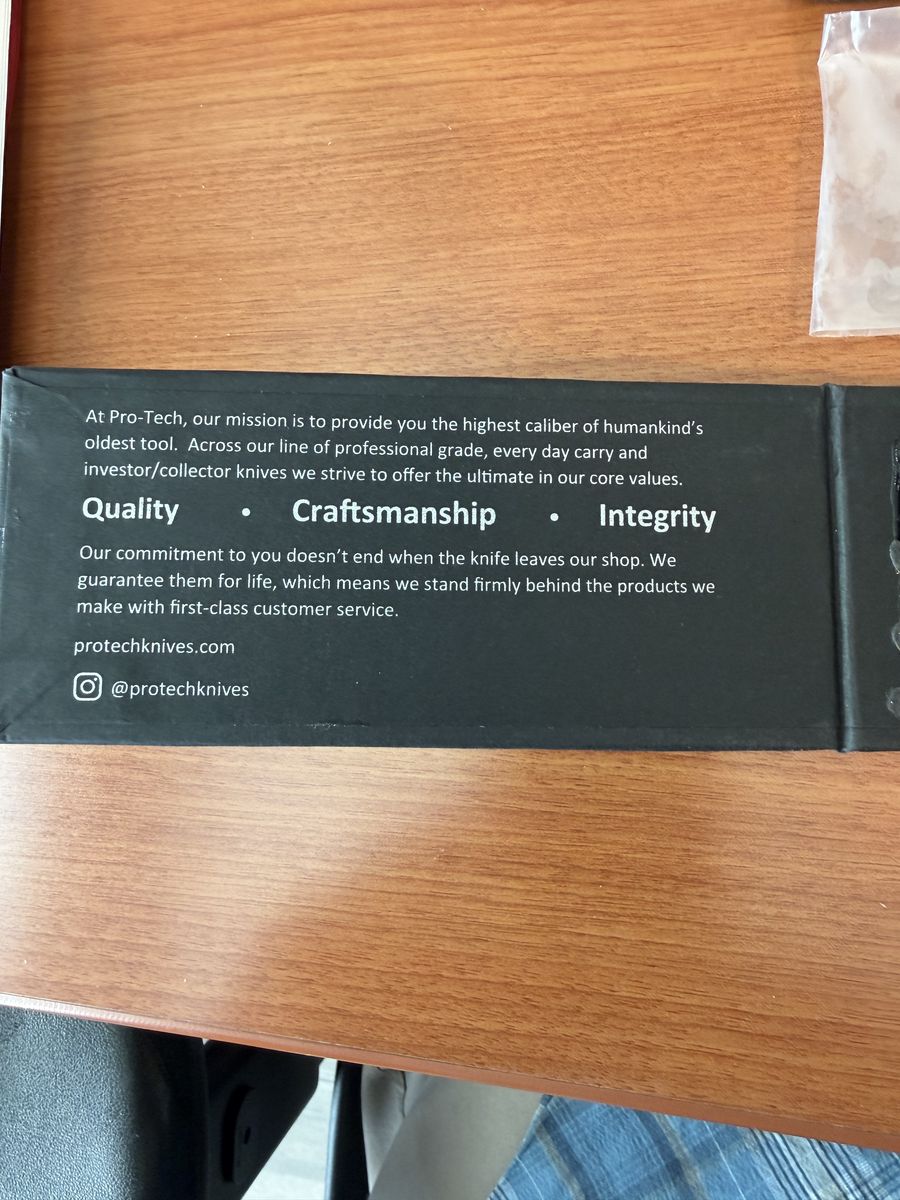 At Pro-Tech, our mission is to provide you the highest caliber of humankind's
oldest tool.  Across our line of professional grade, every day carry and
investor/collector knives we strive to offer the ultimate in our core values.
Quality • Craftsmanship • Integrity
Our commitment to you doesn't end when the knife leaves our shop. We
guarantee them for life, which means we stand firmly behind the products we
make with first-class customer service.
protechknives.com
@protechknives